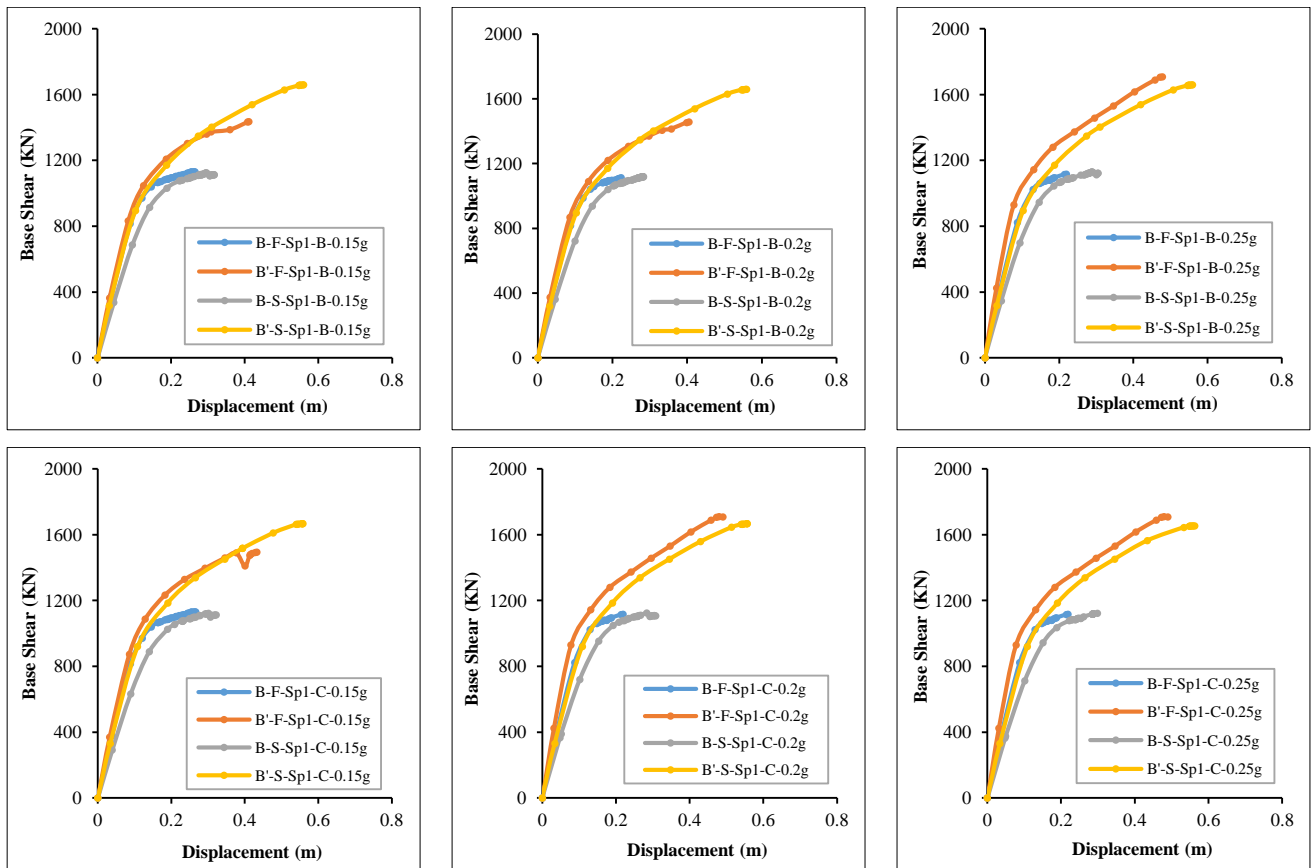 2000
1600
1200
800
400
0
Base Shear (KN)
B-F-Sp1-B-0.15g
B'-F-Sp1-B-0.15g
B-S-Sp1-B-0.15g
B'-S-Sp1-B-0.15g
0 0.2 0.4 0.6 0.8
Displacement (m)
2000
1600
1200
800
400
0
Base Shear (kN)
B-F-Sp1-B-0.2g
B'-F-Sp1-B-0.2g
B-S-Sp1-B-0.2g
B'-S-Sp1-B-0.2g
0 0.2 0.4 0.6 0.8
Displacement (m)
2000
1600
1200
800
400
0
Base Shear (KN)
B-F-Sp1-B-0.25g
B'-F-Sp1-B-0.25g
B-S-Sp1-B-0.25g
B'-S-Sp1-B-0.25g
0 0.2 0.4 0.6 0.8
Displacement (m)
2000
1600
1200
800
400
0
Base Shear (KN)
B-F-Sp1-C-0.15g
B'-F-Sp1-C-0.15g
B-S-Sp1-C-0.15g
B'-S-Sp1-C-0.15g
0 0.2 0.4 0.6 0.8
Displacement (m)
2000
1600
1200
800
400
0
Base Shear (KN)
B-F-Sp1-C-0.2g
B'-F-Sp1-C-0.2g
B-S-Sp1-C-0.2g
B'-S-Sp1-C-0.2g
0 0.2 0.4 0.6 0.8
Displacement (m)
2000
1600
1200
800
400
0
Base Shear (KN)
B-F-Sp1-C-0.25g
B'-F-Sp1-C-0.25g
B-S-Sp1-C-0.25g
B'-S-Sp1-C-0.25g
0 0.2 0.4 0.6 0.8
Displacement (m)